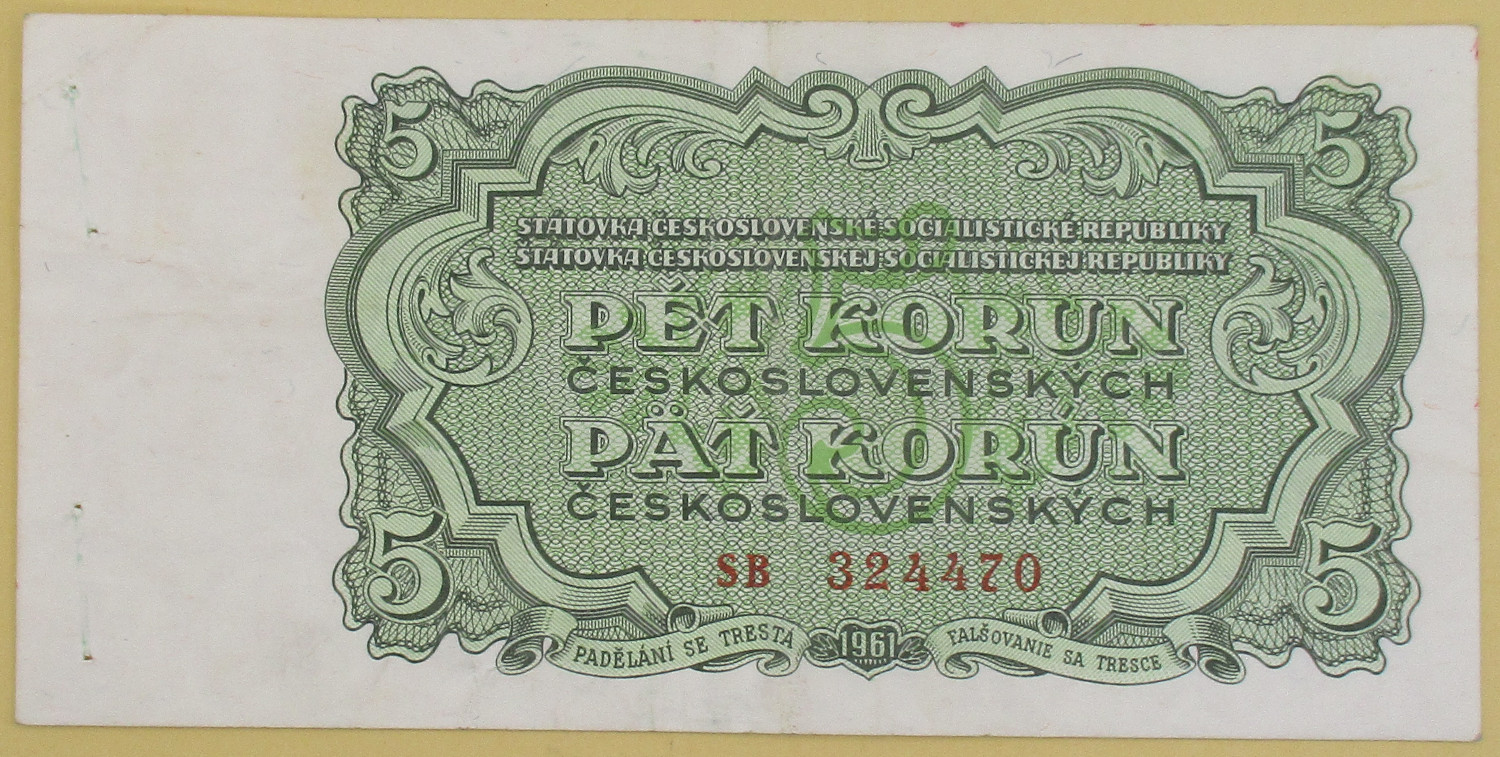 5 5
STÁTOVKA ČESKOSLOVENSKÉ SOCIALISTICKÉ REPUBLIKY
ŠTÁTOVKA ČESKOSLOVENSKEJ SOCIALISTICKEJ REPUBLIKY
PĚT KORUN
ČESKOSLOVENSKÝCH
PÄŤ KORÚN
ČESKOSLOVENSKÝCH
5 5
SB 324470
PADĚLÁNÍ SE TRESTÁ 1961 FALŠOVANIE SA TRESCE